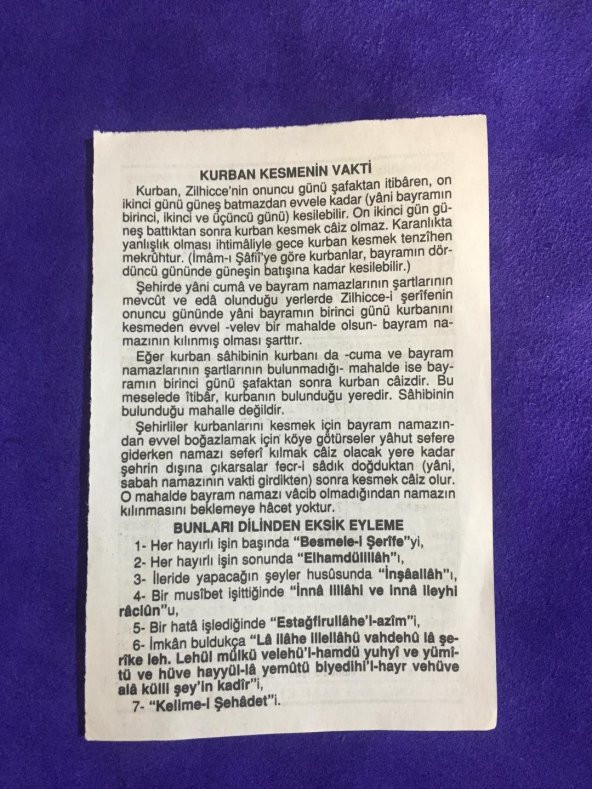 KURBAN KESMENİN VAKTİ
Kurban, Zilhicce'nin onuncu günü şafaktan itibâren, on
ikinci günü güneş batmazdan evvele kadar (yâni bayramın
birinci, ikinci ve üçüncü günü) kesilebilir. On ikinci gün gü-
neş battıktan sonra kurban kesmek câiz olmaz. Karanlıkta
yanlışlık olması ihtimâliyle gece kurban kesmek tenzîhen
mekrûhtur. (İmâm-ı Şâfiî'ye göre kurbanlar, bayramın dör-
düncü gününde güneşin batışına kadar kesilebilir.)
Şehirde yâni cumâ ve bayram namazlarının şartlarının
mevcût ve edâ olunduğu yerlerde Zilhicce-i şerîfenin
onuncu gününde yâni bayramın birinci günü kurbanını
kesmeden evvel -velev bir mahalde olsun- bayram na-
mazının kılınmış olması şarttır.
Eğer kurban sâhibinin kurbanı da -cuma ve bayram
namazlarının şartlarının bulunmadığı- mahalde ise bay-
ramın birinci günü şafaktan sonra kurban câizdir. Bu
meselede îtibâr, kurbanın bulunduğu yeredir. Sâhibinin
bulunduğu mahalle değildir.
Şehirliler kurbanlarını kesmek için bayram namazın-
dan evvel boğazlamak için köye götürseler yâhut sefere
giderken namazı seferî kılmak câiz olacak yere kadar
şehrin dışına çıkarsalar fecr-i sâdık doğduktan (yâni,
sabah namazının vakti girdikten) sonra kesmek câiz olur.
O mahalde bayram namazı vâcib olmadığından namazın
kılınmasını beklemeye hâcet yoktur.
BUNLARI DİLİNDEN EKSİK EYLEME
1- Her hayırlı işin başında "Besmele-i Şerîfe"yi,
2- Her hayırlı işin sonunda "Elhamdülillâh"ı,
3- İleride yapacağın şeyler husûsunda "İnşâallâh"ı,
4- Bir musîbet işittiğinde "İnnâ lillâhi ve innâ ileyhi
râciûn"u,
5- Bir hatâ işlediğinde "Estağfirullâhe'l-azîm"i,
6- İmkân buldukça "Lâ ilâhe illellâhü vahdehû lâ şe-
rîke leh. Lehül mülkü velehü'l-hamdü yuhyî ve yümî-
tü ve hüve hayyül-lâ yemûtü biyedihi'l-hayr vehüve
alâ külli şey'in kadîr"i,
7- "Kelime-i Şehâdet"i.